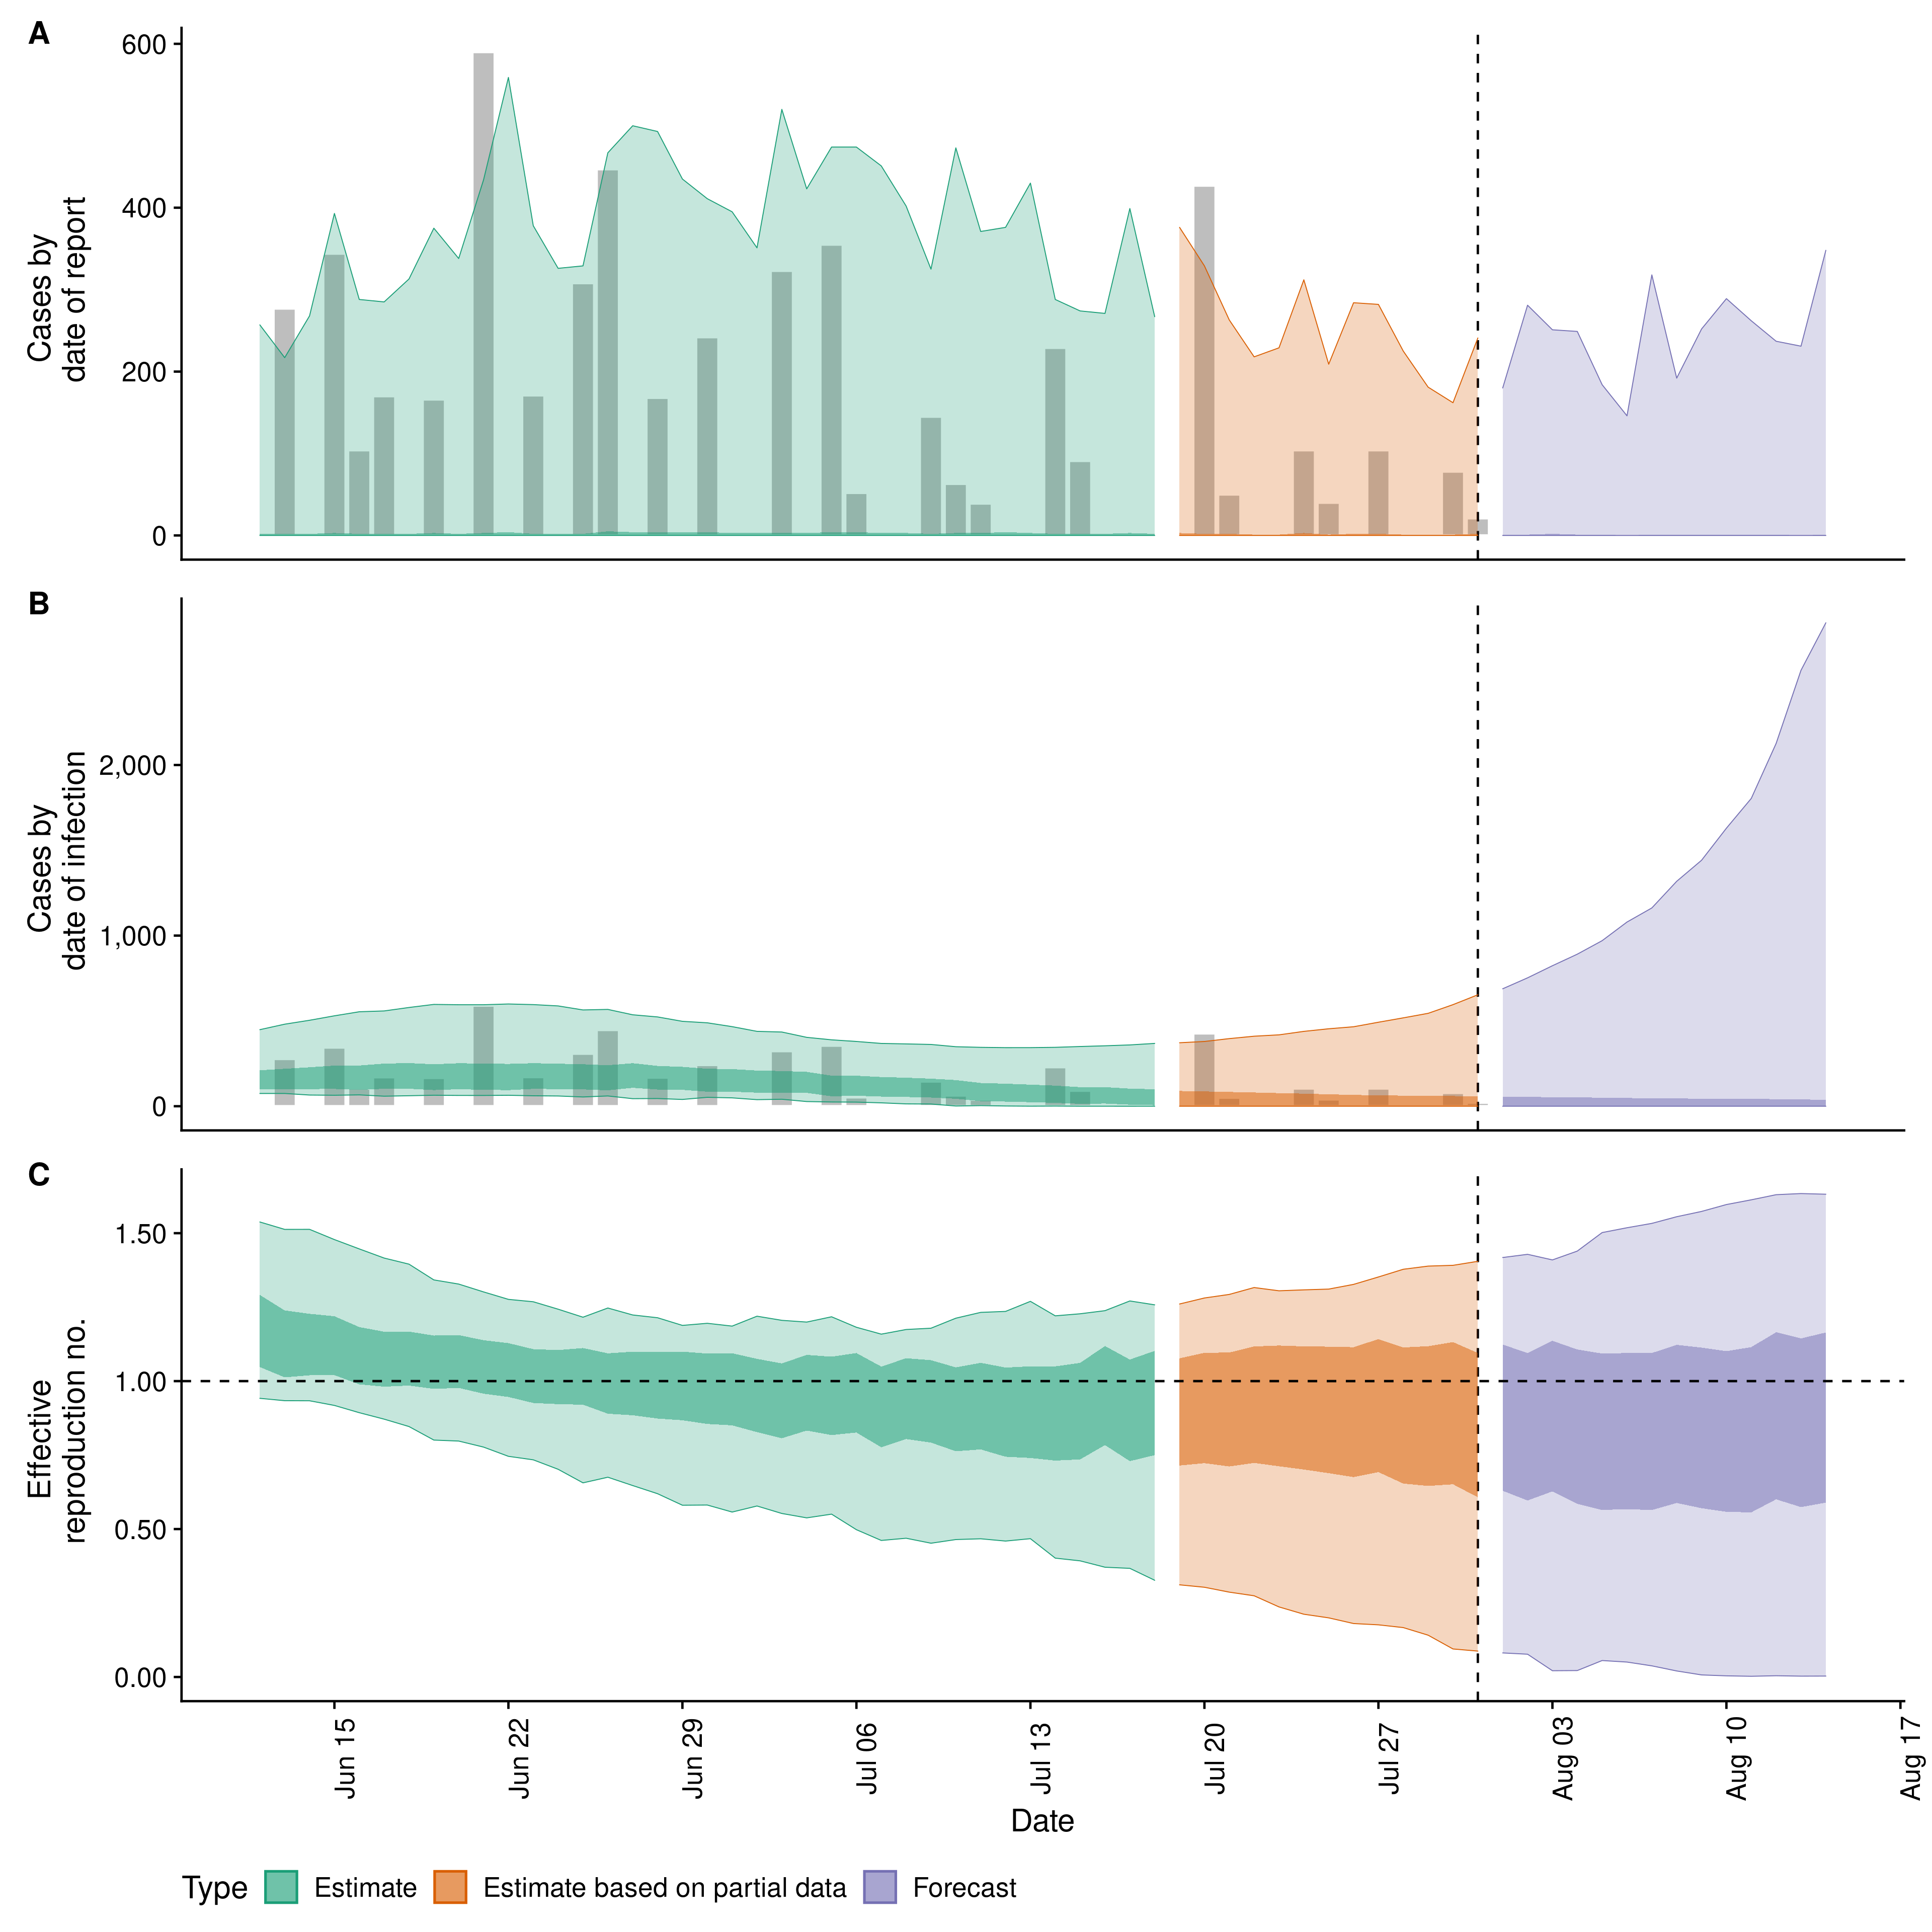 A
600
400
200
0
Cases by
date of report
B
2,000
1,000
0
Cases by
date of infection
C
1.50
1.00
0.50
0.00
Effective
reproduction no.
Jun 15
Jun 22
Jun 29
Jul 06
Jul 13
Jul 20
Jul 27
Aug 03
Aug 10
Aug 17
Date
Type Estimate Estimate based on partial data Forecast